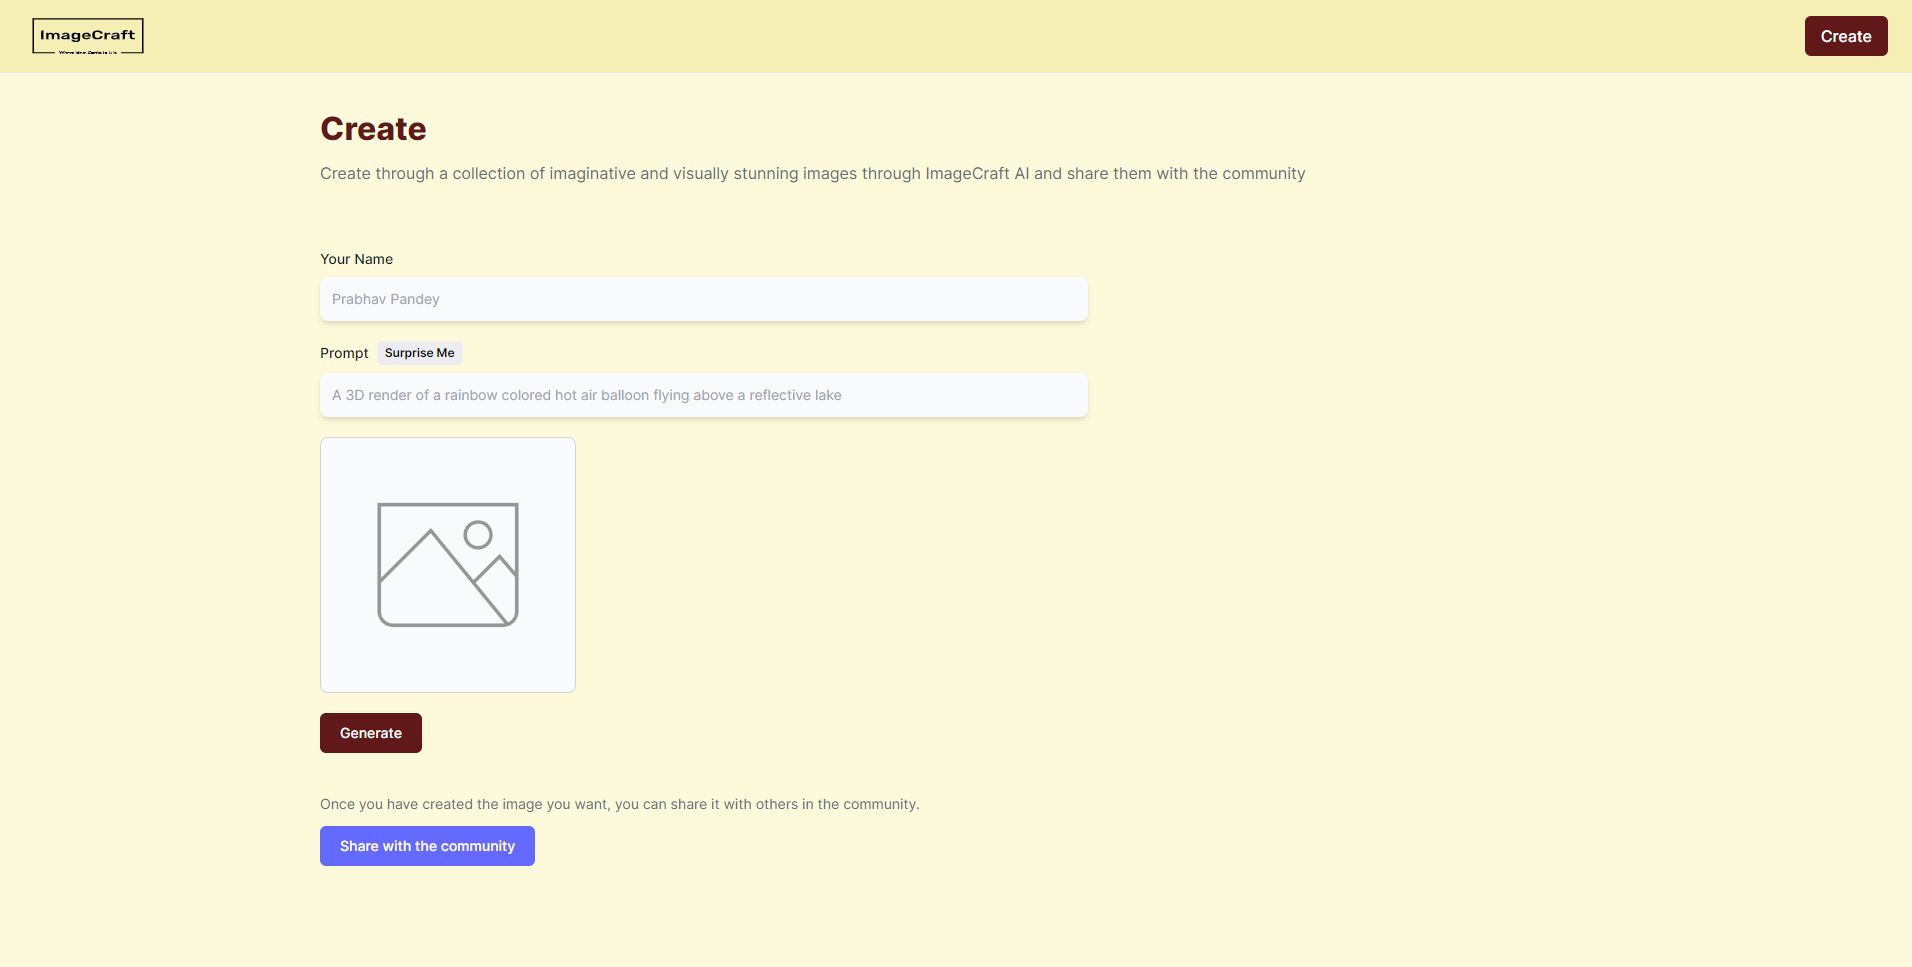 ImageCraft
Create
Create
Create through a collection of imaginative and visually stunning images through ImageCraft AI and share them with the community
Your Name
Prabhav Pandey
Prompt Surprise Me
A 3D render of a rainbow colored hot air balloon flying above a reflective lake
Generate
Once you have created the image you want, you can share it with others in the community.
Share with the community